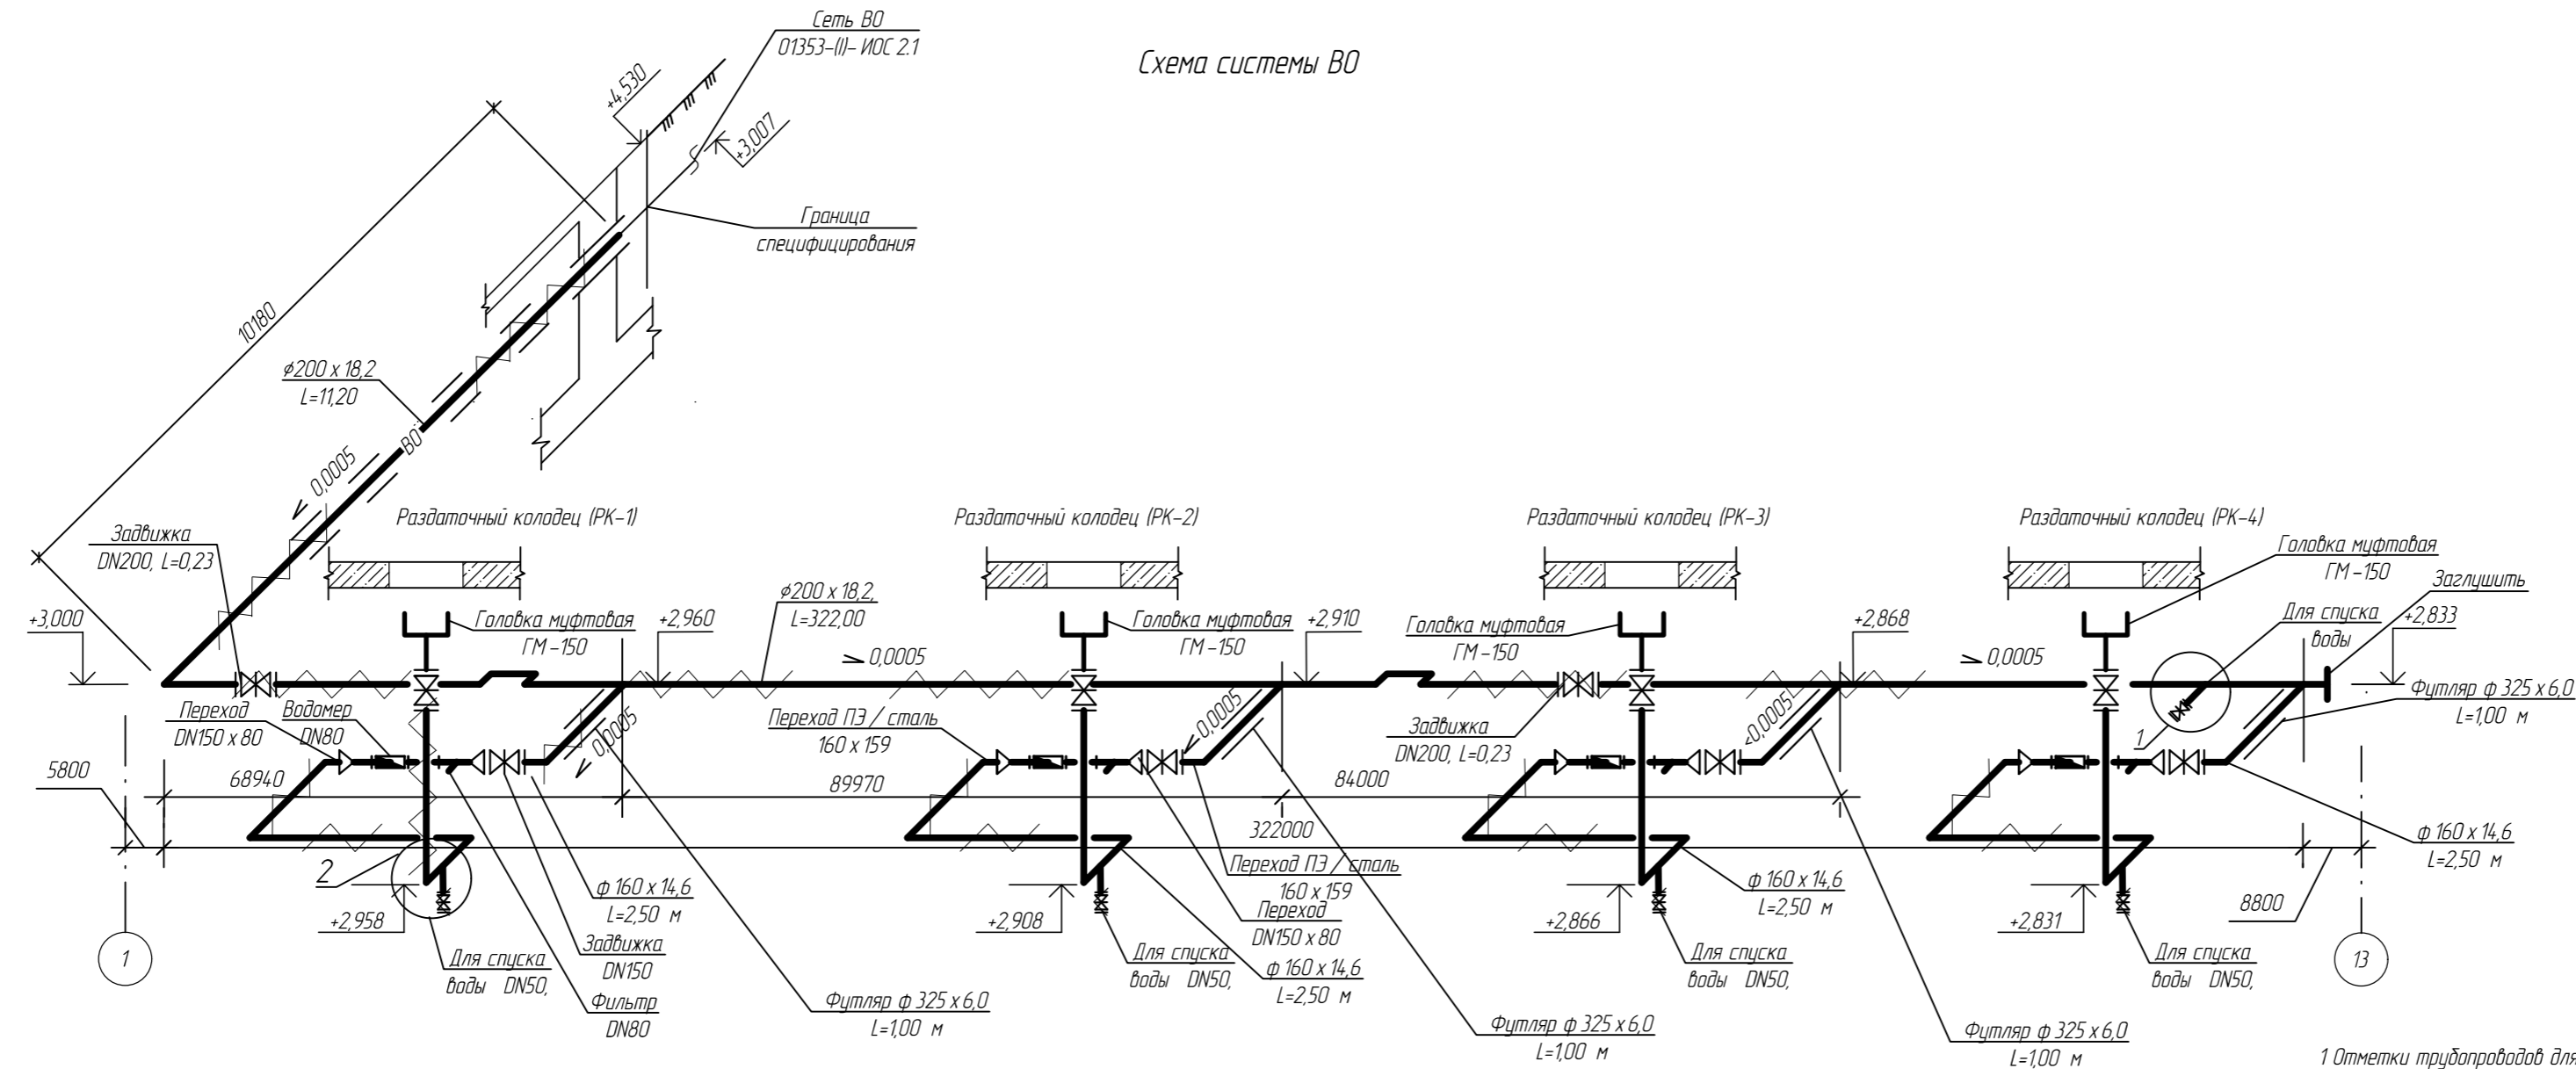 Схема системы В0
Сеть В0
01353-(I)- ИОС 2.1
+4,530
+3,007
Граница
специфицирования
10180
φ200 х 18,2
L=11,20
В0
0,0005
Задвижка
DN200, L=0,23
+3,000
Раздаточный колодец (РК-1)
Раздаточный колодец (РК-2)
Раздаточный колодец (РК-3)
Раздаточный колодец (РК-4)
Головка муфтовая
ГМ-150
+2,960
φ200 х 18,2,
L=322,00
0,0005
Головка муфтовая
ГМ-150
+2,910
Головка муфтовая
ГМ-150
+2,868
0,0005
Головка муфтовая
ГМ-150
Заглушить
Для спуска
воды
+2,833
Футляр ф 325 х 6,0
L=1,00 м
1
Переход
DN150 х 80
Водомер
DN80
0,0005
Переход ПЭ / сталь
160 х 159
0,0005
Задвижка
DN200, L=0,23
0,0005
5800
68940
89970
84000
322000
2
+2,958
Для спуска
воды DN50,
ф 160 х 14,6
L=2,50 м
Задвижка
DN150
Фильтр
DN80
Футляр ф 325 х 6,0
L=1,00 м
+2,908
Для спуска
воды DN50,
Переход ПЭ / сталь
160 х 159
Переход
DN150 х 80
ф 160 х 14,6
L=2,50 м
Футляр ф 325 х 6,0
L=1,00 м
+2,866
Для спуска
воды DN50,
ф 160 х 14,6
L=2,50 м
Футляр ф 325 х 6,0
L=1,00 м
+2,831
Для спуска
воды DN50,
ф 160 х 14,6
L=2,50 м
8800
1
13
1 Отметки трубопроводов для